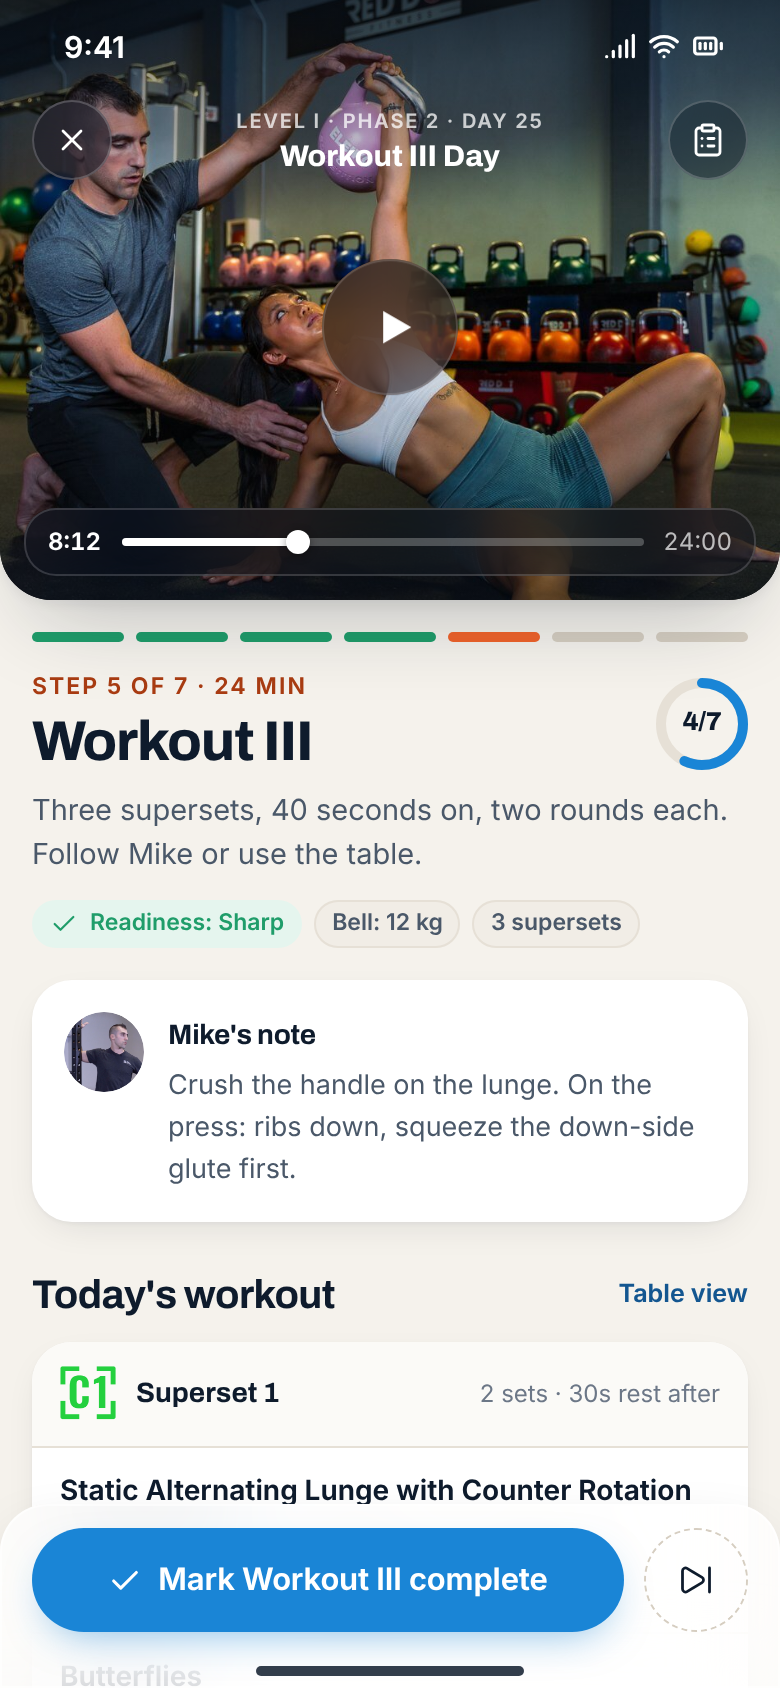 9:41
RED D
FITNESS
LEVEL I · PHASE 2 · DAY 25
Workout III Day
8:12
24:00
STEP 5 OF 7 · 24 MIN
Workout III
4/7
Three supersets, 40 seconds on, two rounds each.
Follow Mike or use the table.
Readiness: Sharp
Bell: 12 kg
3 supersets
Mike's note
Crush the handle on the lunge. On the
press: ribs down, squeeze the down-side
glute first.
Today's workout
Table view
C1
Superset 1
2 sets · 30s rest after
Static Alternating Lunge with Counter Rotation
Mark Workout III complete
Butterflies